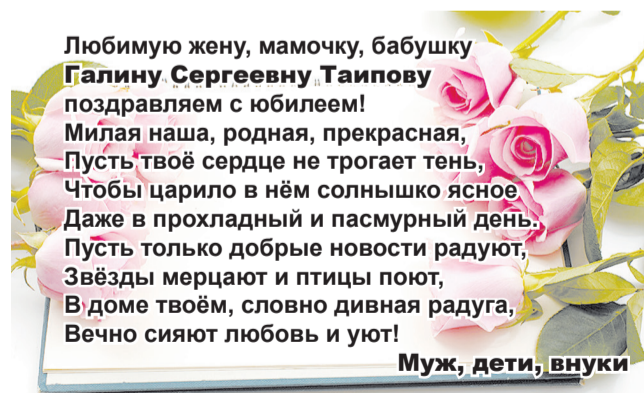 Любимую жену, мамочку, бабушку
Галину Сергеевну Таипову
поздравляем с юбилеем!
Милая наша, родная, прекрасная,
Пусть твоё сердце не трогает тень,
Чтобы царило в нём солнышко ясное
Даже в прохладный и пасмурный день.
Пусть только добрые новости радуют,
Звёзды мерцают и птицы поют,
В доме твоём, словно дивная радуга,
Вечно сияют любовь и уют!
Муж, дети, внуки